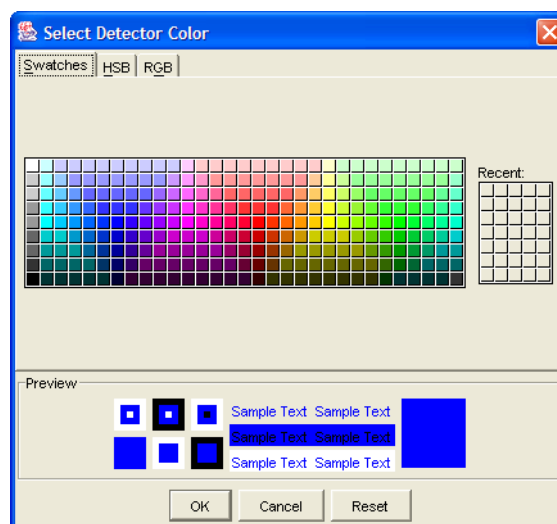 Select Detector Color
Swatches HSB RGB
Recent:
Preview
Sample Text Sample Text
Sample Text Sample Text
Sample Text Sample Text
OK Cancel Reset